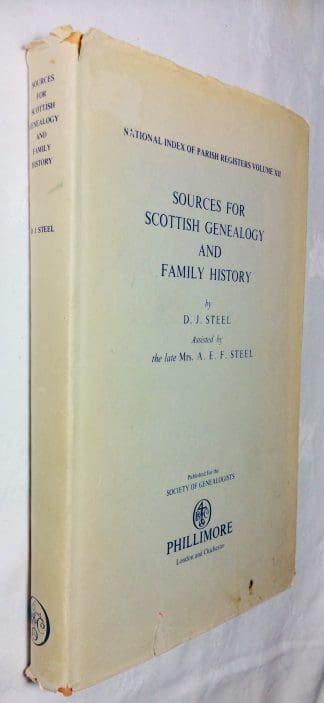 SOURCES
FOR
SCOTTISH
GENEALOGY
AND
FAMILY
HISTORY
D. J. STEEL
NATIONAL INDEX OF PARISH REGISTERS VOLUME XII
SOURCES FOR
SCOTTISH GENEALOGY
AND
FAMILY HISTORY
by
D. J. STEEL
Assisted by
the late Mrs. A. E. F. STEEL
Published for the
SOCIETY OF GENEALOGISTS
PHILLIMORE
London and Chichester